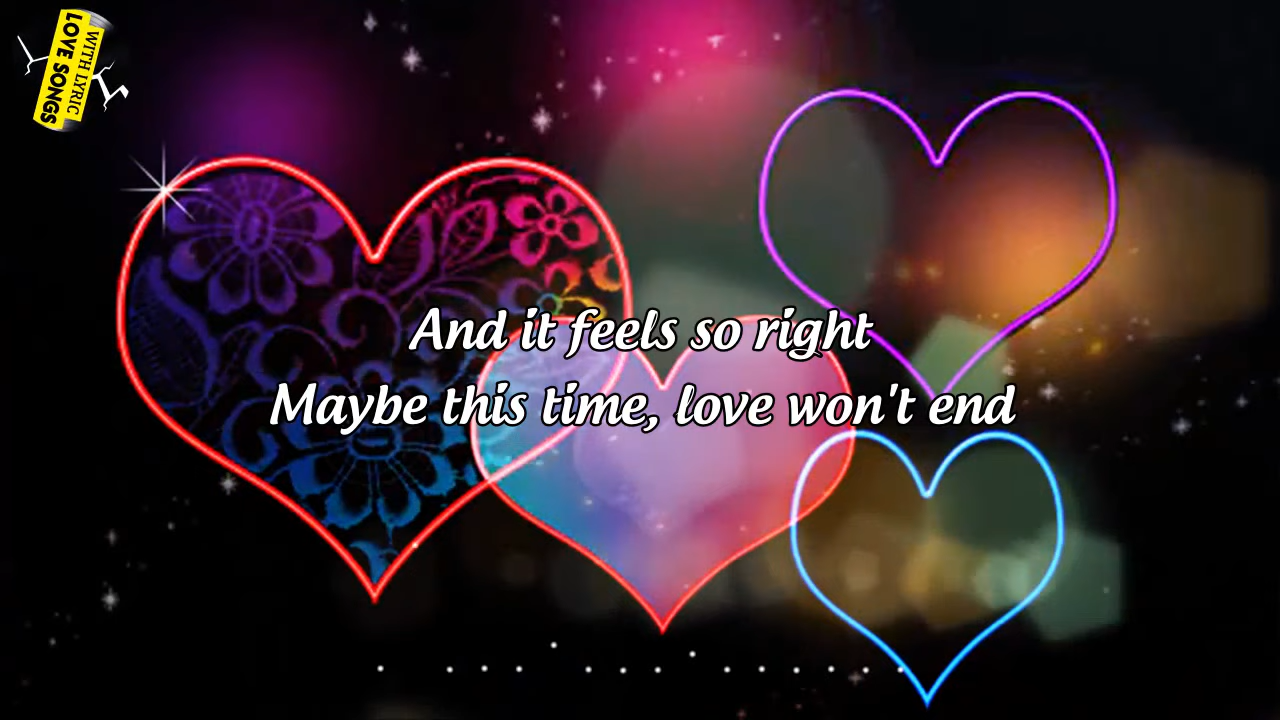 WITH LYRIC
LOVE SONGS
And it feels so right
Maybe this time, love won't end